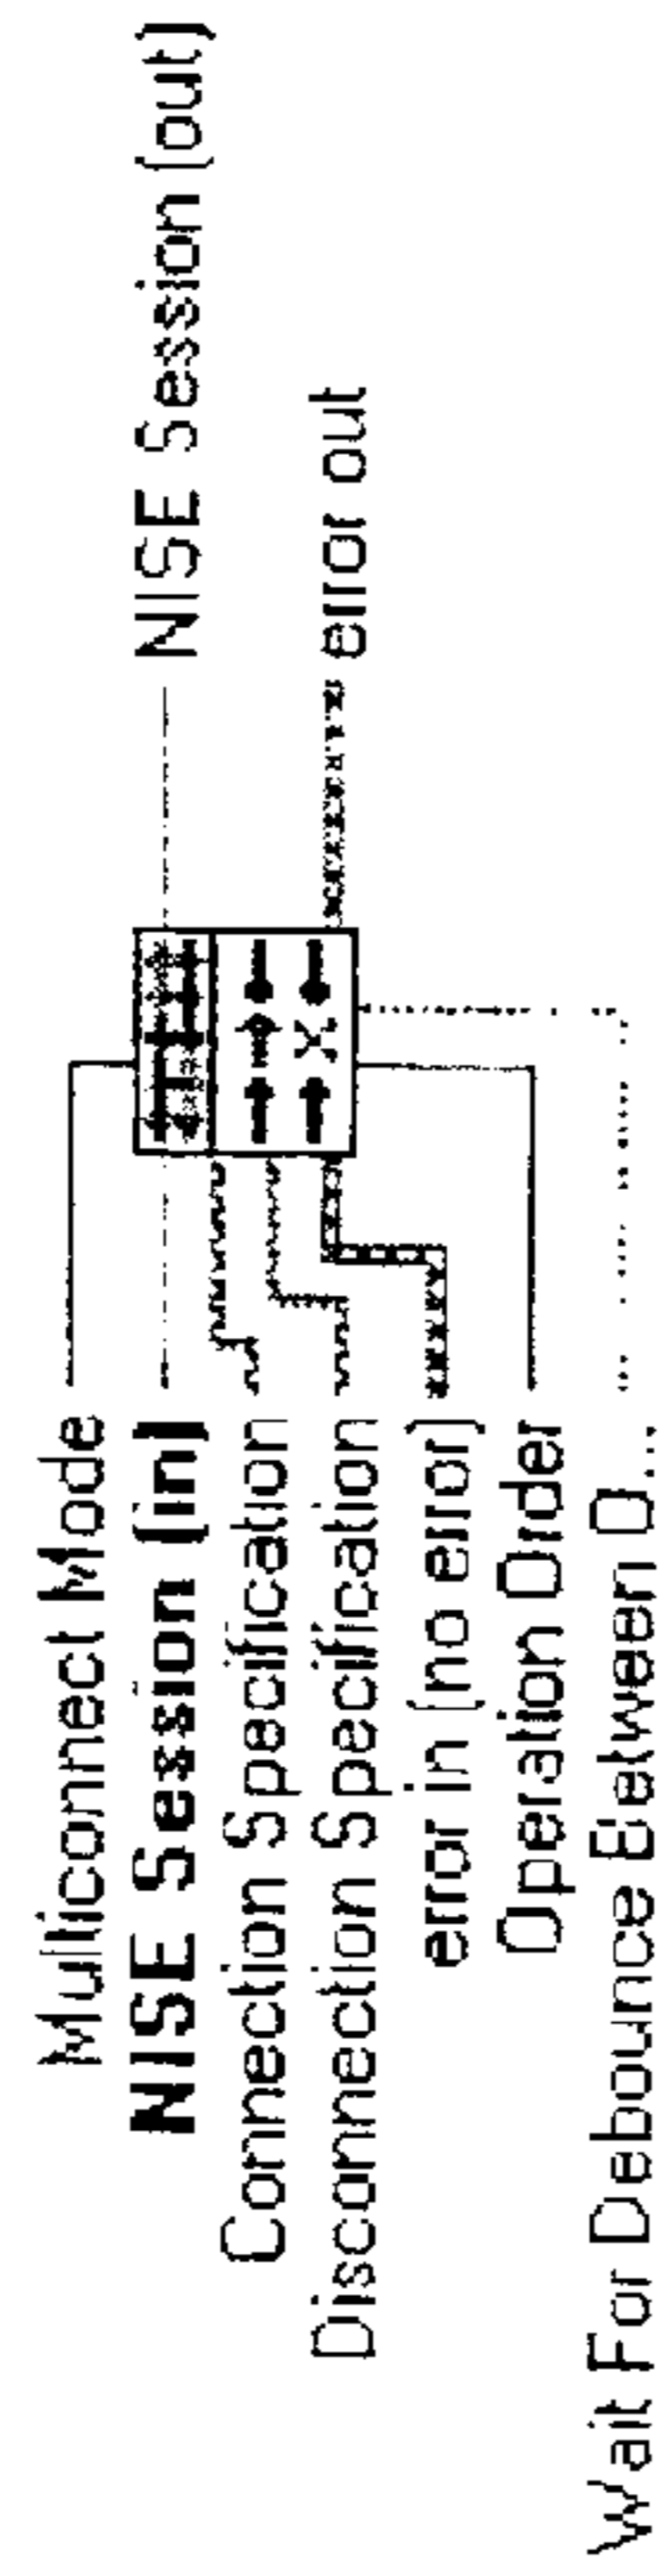 Multiconnect Mode
NISE Session (in)
NISE Session (out)
Connection Specification
Disconnection Specification
error in (no error)
error out
Operation Order
Wait For Debounce Between O...